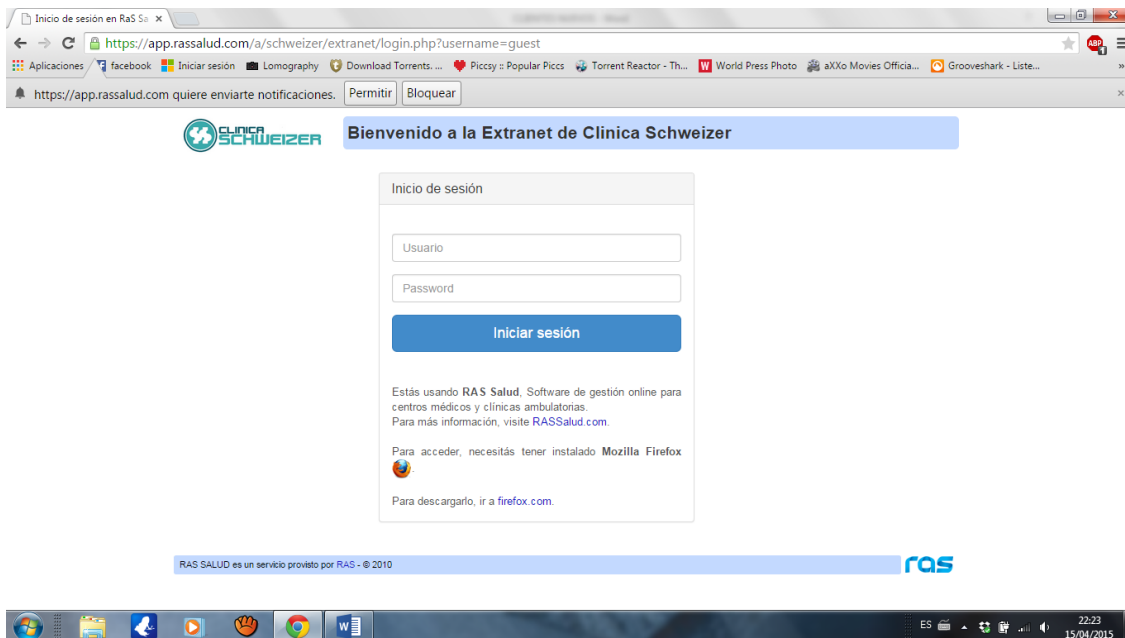 Inicio de sesión en RaS Sa
https://app.rassalud.com/a/schweizer/extranet/login.php?username=guest
Aplicaciones facebook Iniciar sesión Lomography Download Torrents. ... Piccsy :: Popular Piccs Torrent Reactor - Th... W World Press Photo aXXo Movies Officia... Grooveshark - Liste... »
ABP 1
https://app.rassalud.com quiere enviarte notificaciones. Permitir Bloquear
CLINICA
SCHWEIZER
Bienvenido a la Extranet de Clinica Schweizer
Inicio de sesión
Usuario
Password
Iniciar sesión
Estás usando RAS Salud, Software de gestión online para
centros médicos y clínicas ambulatorias.
Para más información, visite RASSalud.com.
Para acceder, necesitás tener instalado Mozilla Firefox
.
Para descargarlo, ir a firefox.com.
RAS SALUD es un servicio provisto por RAS - © 2010
ras
ES 22:23
15/04/2015